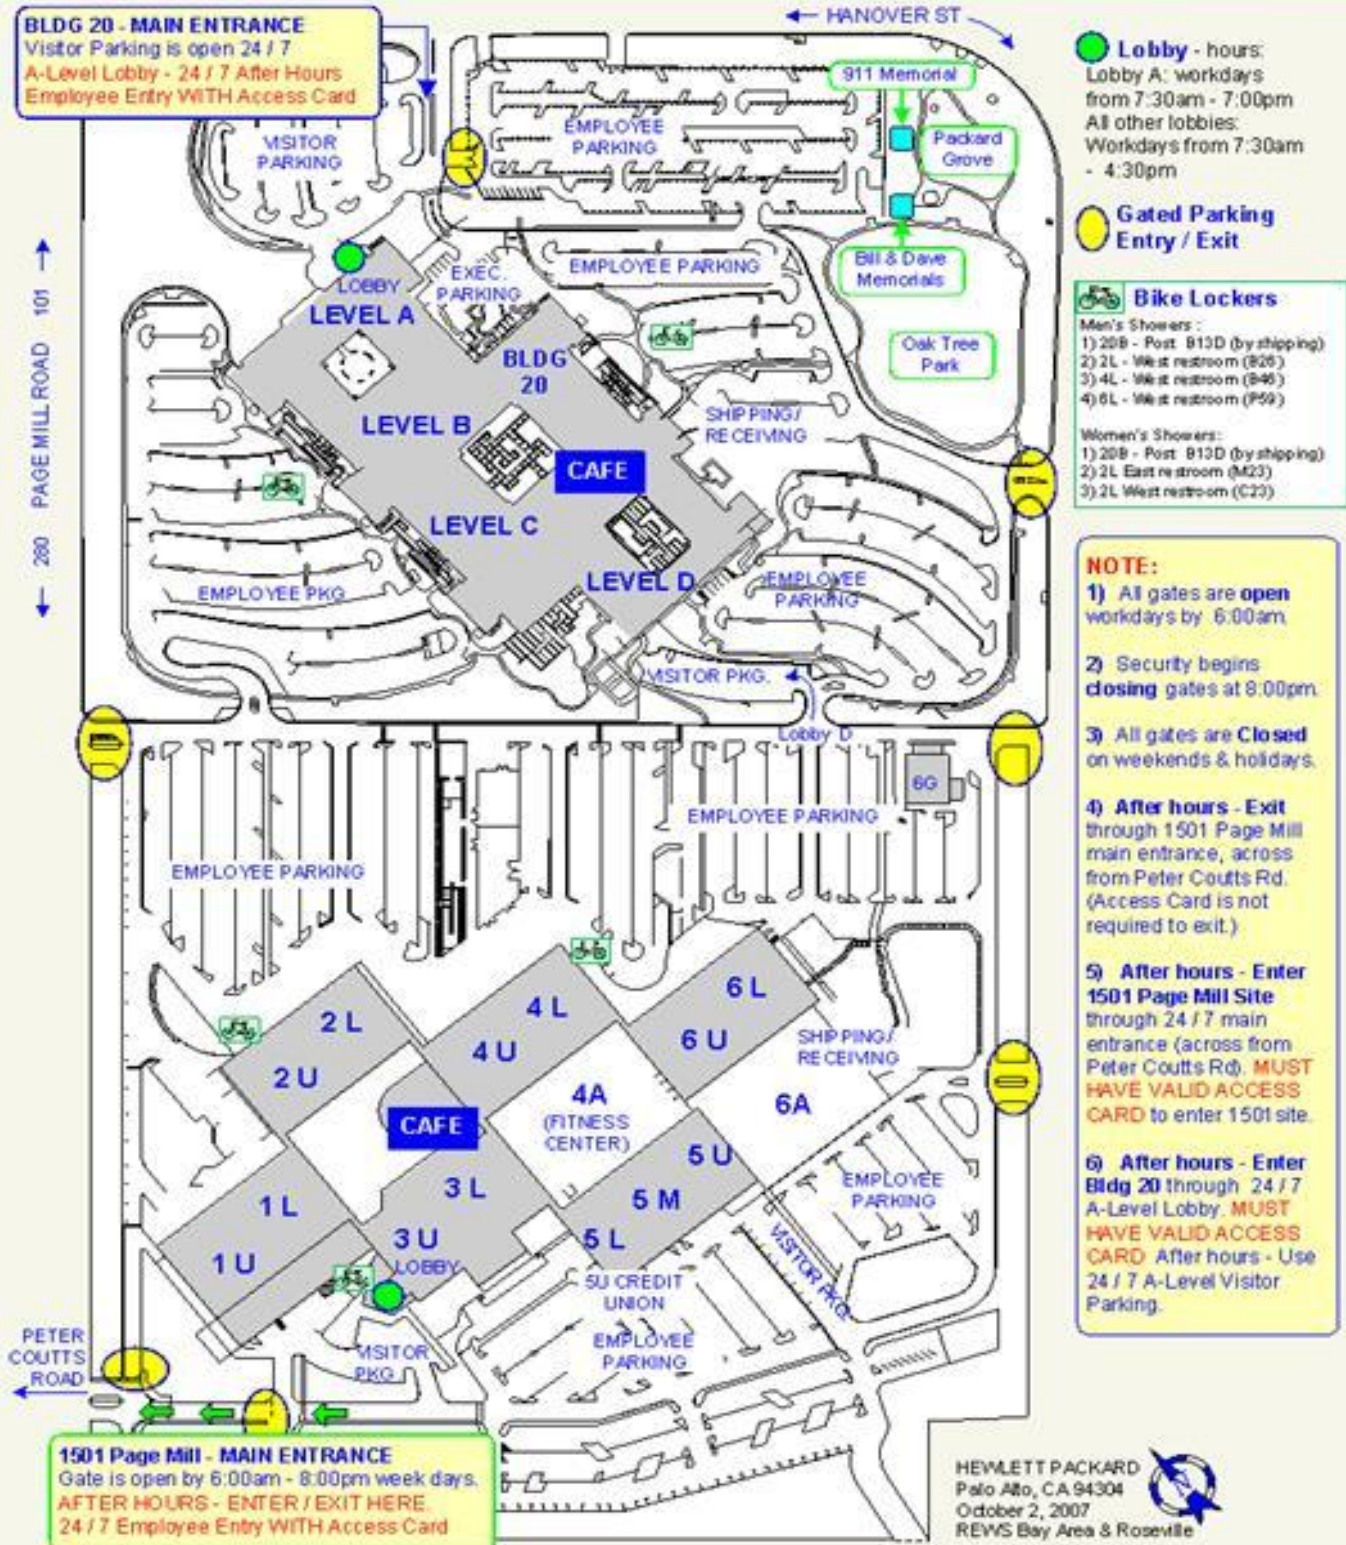 BLDG 20 - MAIN ENTRANCE
Visitor Parking is open 24 / 7
A-Level Lobby - 24 / 7 After Hours
Employee Entry WITH Access Card
HANOVER ST
Lobby - hours:
Lobby A: workdays
from 7:30am - 7:00pm
All other lobbies:
Workdays from 7:30am
- 4:30pm
Gated Parking
Entry / Exit
911 Memorial
Packard
Grove
Bill & Dave
Memorials
Oak Tree
Park
VISITOR
PARKING
EMPLOYEE
PARKING
EMPLOYEE PARKING
EXEC.
PARKING
LOBBY
LEVEL A
BLDG
20
LEVEL B
CAFE
LEVEL C
LEVEL D
SHIPPING/
RECEIVING
280 PAGE MILL ROAD 101
EMPLOYEE PKG
EMPLOYEE
PARKING
VISITOR PKG.
Lobby D
Bike Lockers
Men's Showers :
1) 20B - Post B13D (by shipping)
2) 2L - West restroom (B26)
3) 4L - West restroom (B46)
4) 6L - West restroom (P59)
Women's Showers:
1) 20B - Post B13D (by shipping)
2) 2L East restroom (M23)
3) 2L West restroom (C23)
NOTE:
1) All gates are open
workdays by 6:00am.
2) Security begins
closing gates at 8:00pm.
3) All gates are Closed
on weekends & holidays.
4) After hours - Exit
through 1501 Page Mill
main entrance, across
from Peter Coutts Rd.
(Access Card is not
required to exit.)
5) After hours - Enter
1501 Page Mill Site
through 24 / 7 main
entrance (across from
Peter Coutts Rd). MUST
HAVE VALID ACCESS
CARD to enter 1501 site.
6) After hours - Enter
Bldg 20 through 24 / 7
A-Level Lobby. MUST
HAVE VALID ACCESS
CARD After hours - Use
24 / 7 A-Level Visitor
Parking.
6G
EMPLOYEE PARKING
EMPLOYEE PARKING
2 L
2 U
4 L
4 U
6 L
6 U
SHIPPING/
RECEIVING
CAFE
4A
(FITNESS
CENTER)
6A
1 L
1 U
3 L
3 U
LOBBY
5 U
5 M
5 L
EMPLOYEE
PARKING
VISITOR PKG.
5U CREDIT
UNION
EMPLOYEE
PARKING
VISITOR
PKG
PETER
COUTTS
ROAD
1501 Page Mill - MAIN ENTRANCE
Gate is open by 6:00am - 8:00pm week days.
AFTER HOURS - ENTER / EXIT HERE.
24 / 7 Employee Entry WITH Access Card
HEWLETT PACKARD
Palo Alto, CA 94304
October 2, 2007
REWS Bay Area & Roseville